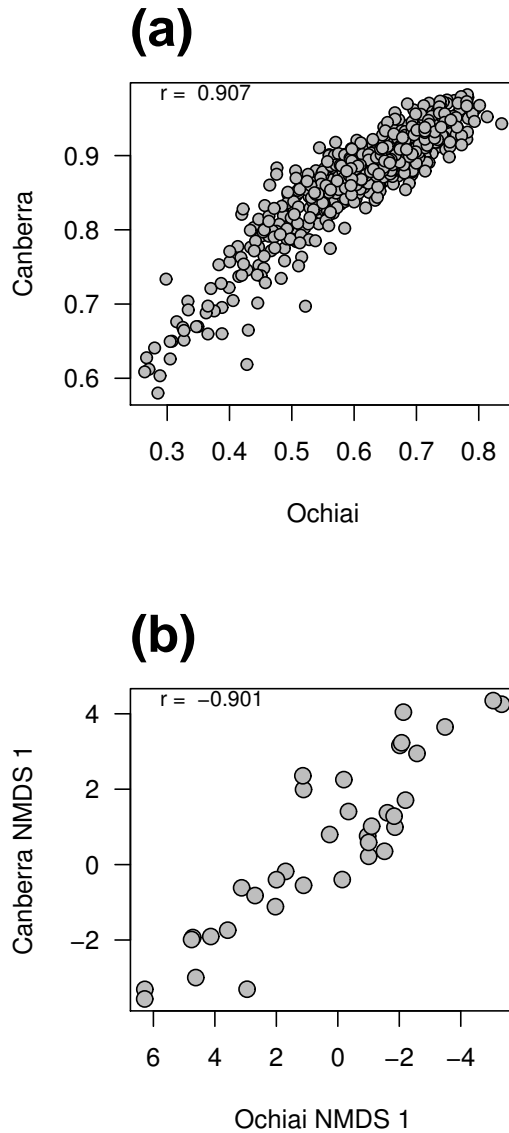 (a)
r = 0.907
Canberra
0.9
0.8
0.7
0.6
0.3 0.4 0.5 0.6 0.7 0.8
Ochiai
(b)
r = −0.901
Canberra NMDS 1
4
2
0
−2
6 4 2 0 −2 −4
Ochiai NMDS 1